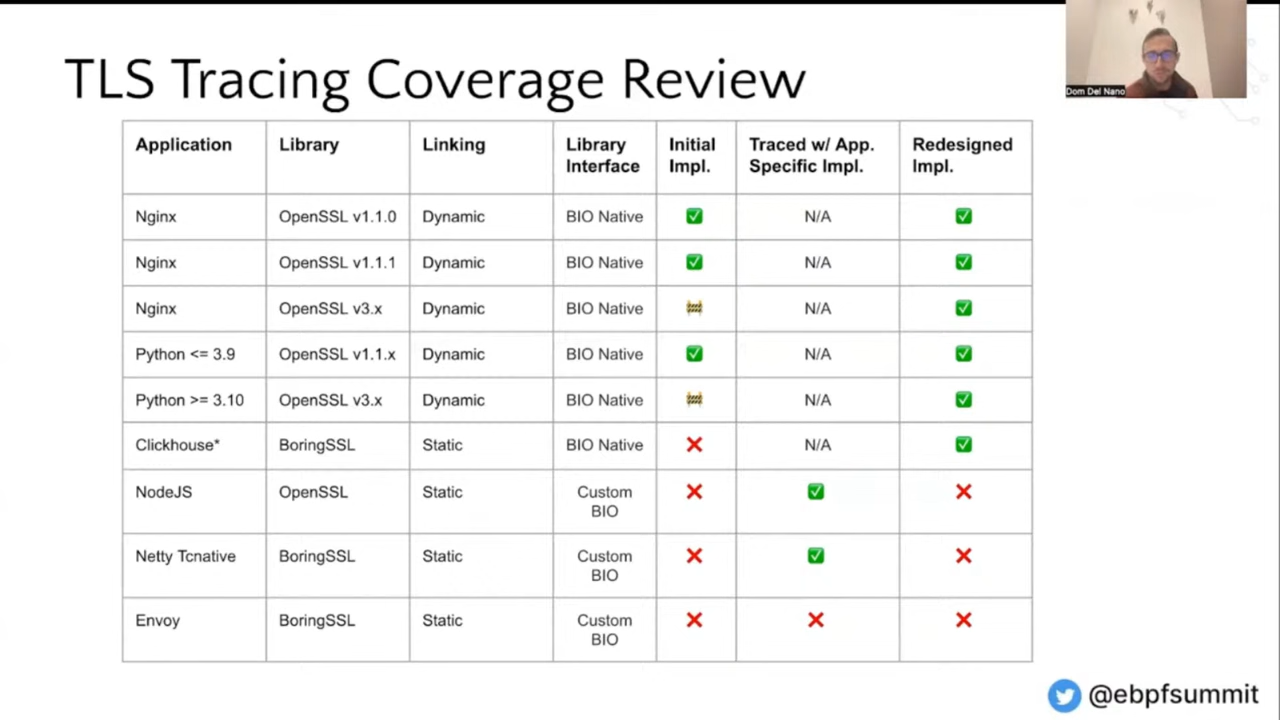 TLS Tracing Coverage Review
Dom Del Nano
Application Library Linking Library Interface Initial Impl. Traced w/ App. Specific Impl. Redesigned Impl.
Nginx OpenSSL v1.1.0 Dynamic BIO Native ✅ N/A ✅
Nginx OpenSSL v1.1.1 Dynamic BIO Native ✅ N/A ✅
Nginx OpenSSL v3.x Dynamic BIO Native 🚧 N/A ✅
Python <= 3.9 OpenSSL v1.1.x Dynamic BIO Native ✅ N/A ✅
Python >= 3.10 OpenSSL v3.x Dynamic BIO Native 🚧 N/A ✅
Clickhouse* BoringSSL Static BIO Native ❌ N/A ✅
NodeJS OpenSSL Static Custom BIO ❌ ✅ ❌
Netty Tcnative BoringSSL Static Custom BIO ❌ ✅ ❌
Envoy BoringSSL Static Custom BIO ❌ ❌ ❌
@ebpfsummit